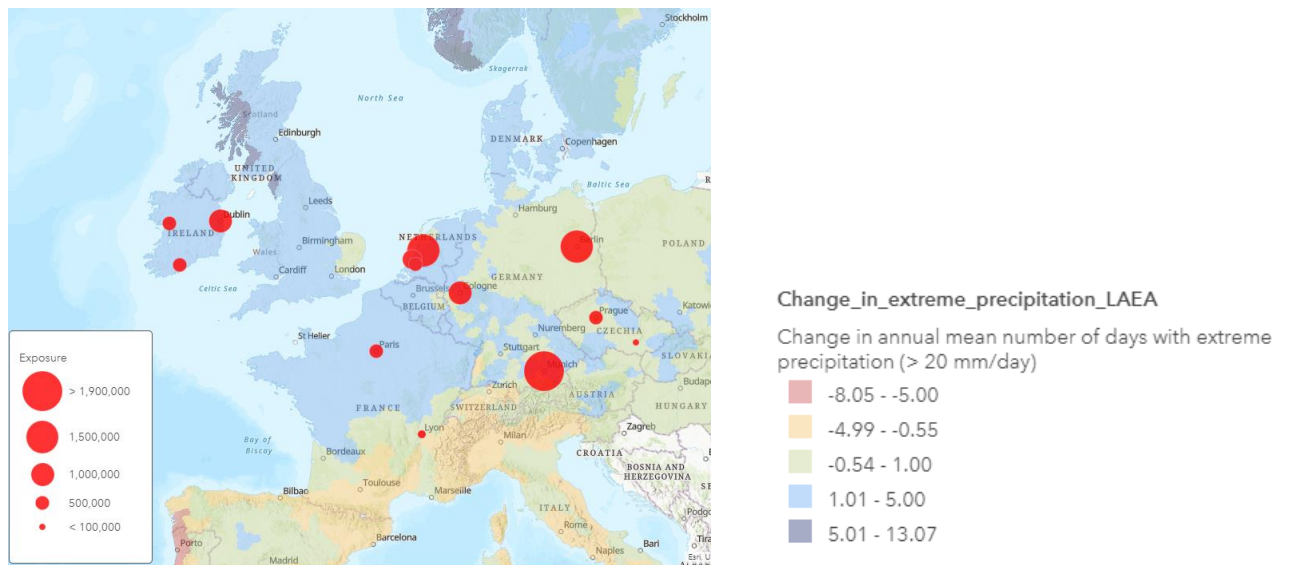 Stockholm
Skagerrak
North Sea
Scotland
Edinburgh
DENMARK
Copenhagen
UNITED
KINGDOM
Baltic Sea
Leeds
Hamburg
Dublin
IRELAND
NETHERLANDS
Berlin
POLAND
Birmingham
Wales
GERMANY
Cardiff
London
Celtic Sea
Brussels
Cologne
BELGIUM
Prague
Katow
CZECHIA
Nuremberg
St Helier
Paris
Stuttgart
SLOVAKI
Munich
Zurich
Budap
AUSTRIA
FRANCE
SWITZERLAND
HUNGARY
Lyon
Zagreb
Milan
Bay of
Biscay
Bordeaux
CROATIA
BOSNIA AND
HERZEGOVINA
Toulouse
Bilbao
Marseille
ITALY
Rome
Porto
Barcelona
Bari
Naples
Madrid
Exposure
> 1,900,000
1,500,000
1,000,000
500,000
< 100,000
Change_in_extreme_precipitation_LAEA
Change in annual mean number of days with extreme
precipitation (> 20 mm/day)
-8.05 - -5.00
-4.99 - -0.55
-0.54 - 1.00
1.01 - 5.00
5.01 - 13.07